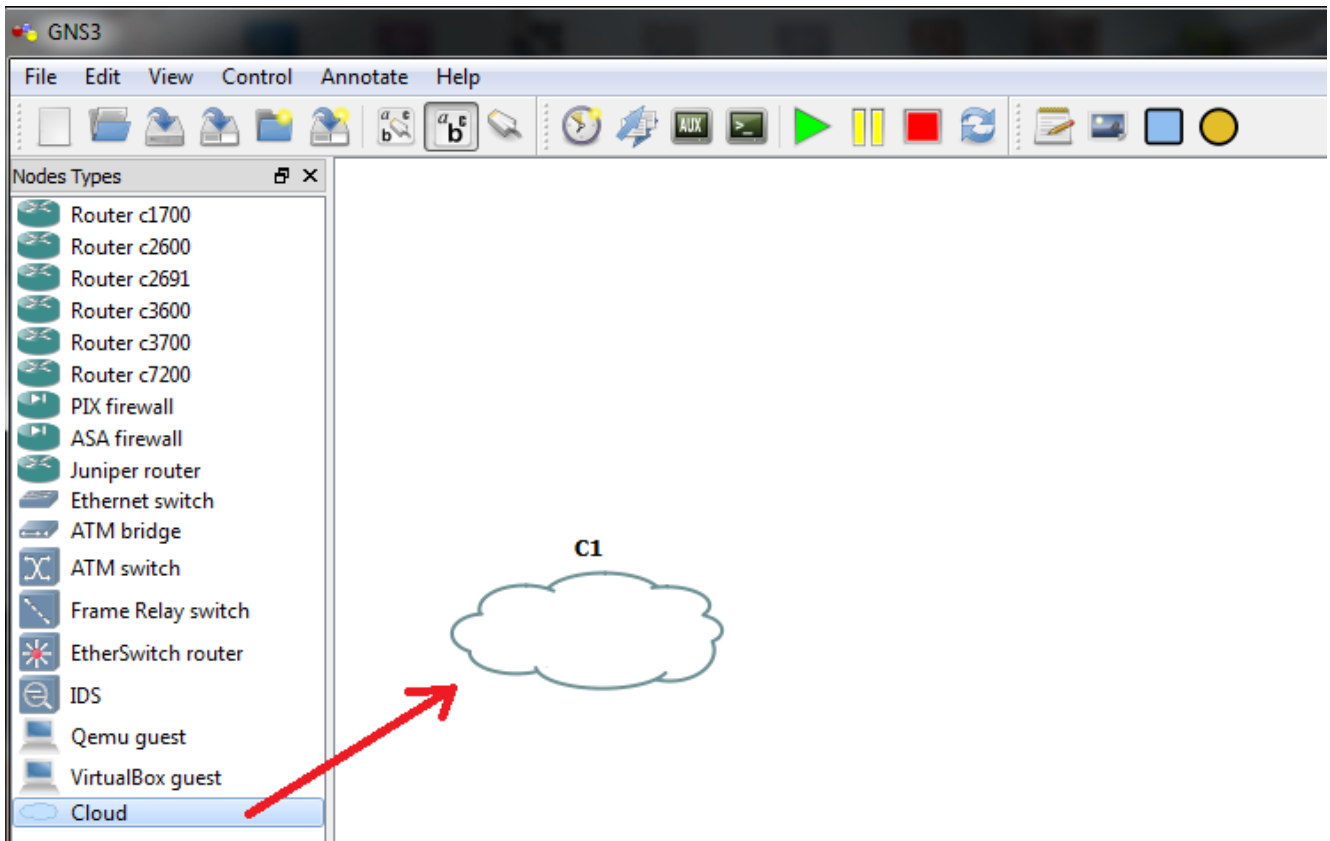 GNS3
File Edit View Control Annotate Help
a b c a b c AUX >_
Nodes Types
Router c1700
Router c2600
Router c2691
Router c3600
Router c3700
Router c7200
PIX firewall
ASA firewall
Juniper router
Ethernet switch
ATM bridge
ATM switch
Frame Relay switch
EtherSwitch router
IDS
Qemu guest
VirtualBox guest
Cloud
C1